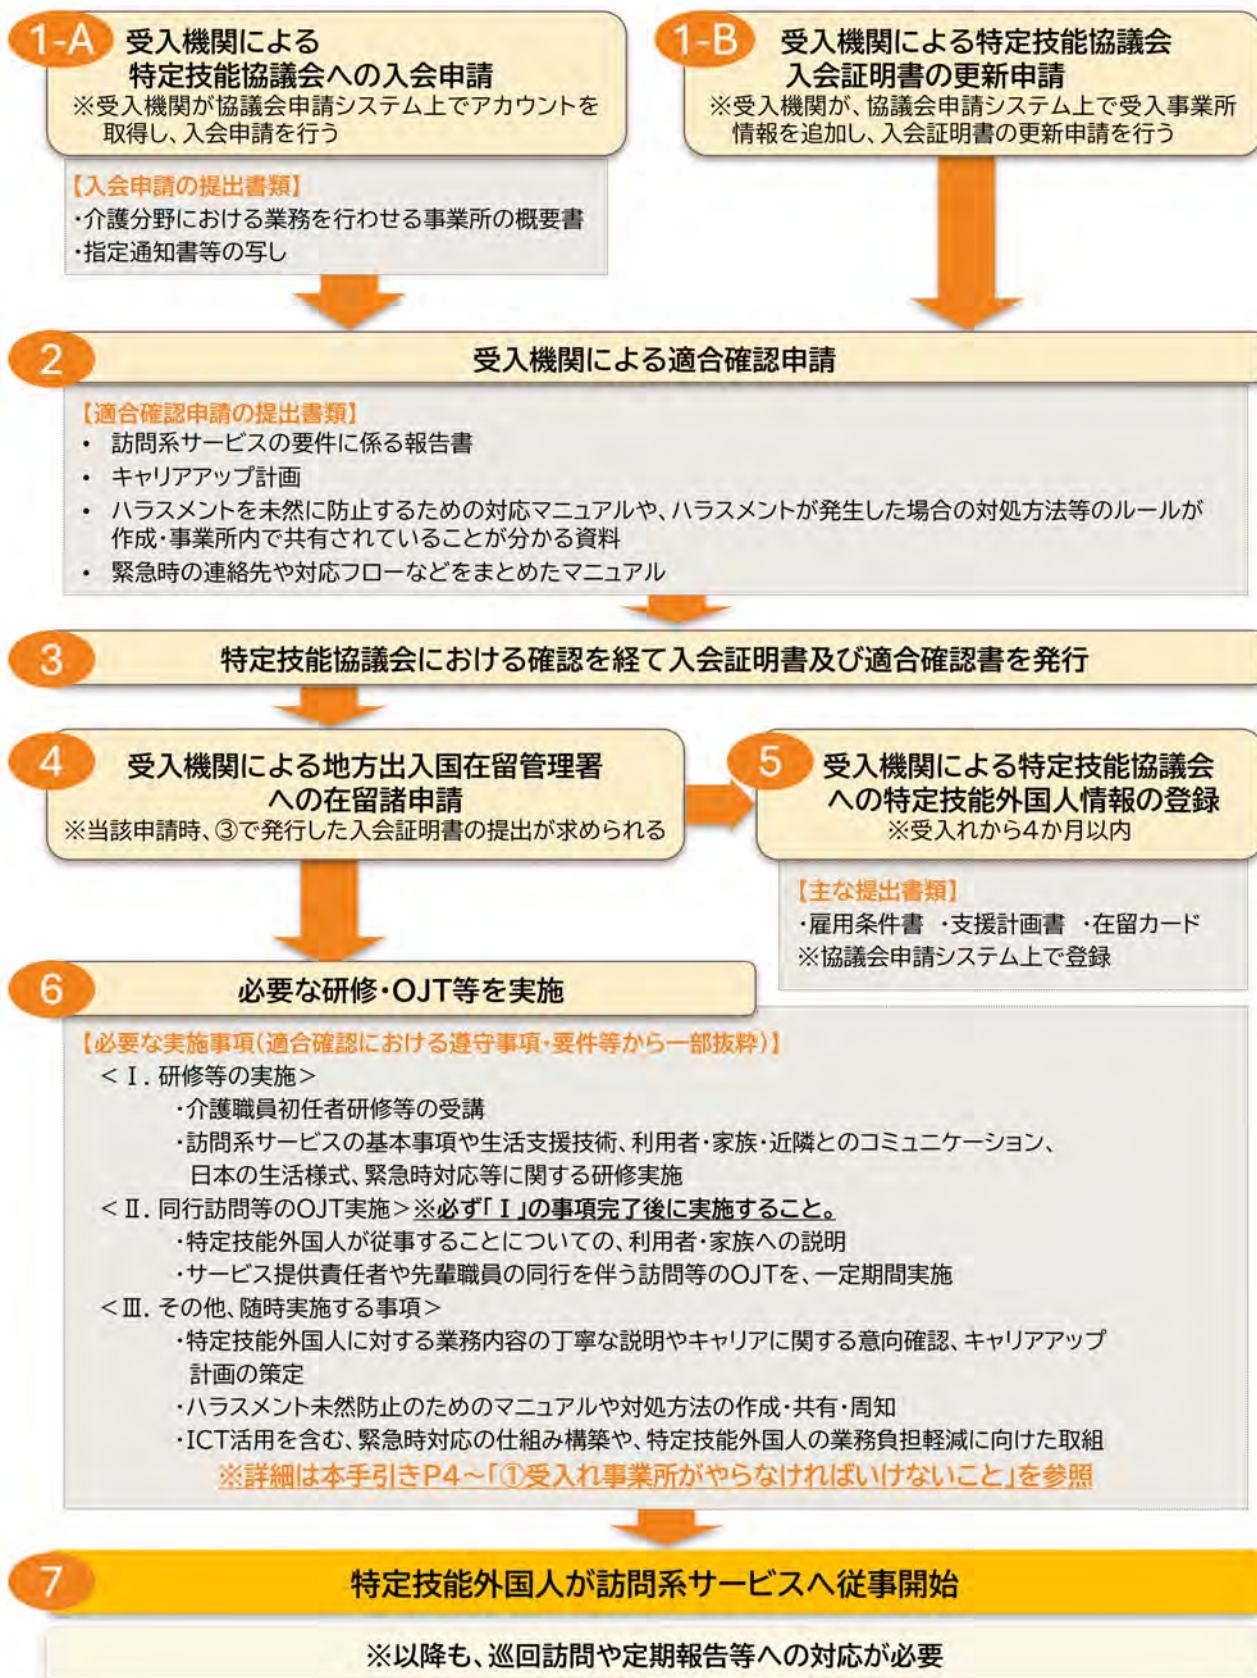 1-A 受入機関による
特定技能協議会への入会申請
※受入機関が協議会申請システム上でアカウントを
取得し、入会申請を行う
【入会申請の提出書類】
・介護分野における業務を行わせる事業所の概要書
・指定通知書等の写し
1-B 受入機関による特定技能協議会
入会証明書の更新申請
※受入機関が、協議会申請システム上で受入事業所
情報を追加し、入会証明書の更新申請を行う
2 受入機関による適合確認申請
【適合確認申請の提出書類】
• 訪問系サービスの要件に係る報告書
• キャリアアップ計画
• ハラスメントを未然に防止するための対応マニュアルや、ハラスメントが発生した場合の対処方法等のルールが
作成・事業所内で共有されていることが分かる資料
• 緊急時の連絡先や対応フローなどをまとめたマニュアル
3 特定技能協議会における確認を経て入会証明書及び適合確認書を発行
4 受入機関による地方出入国在留管理署
への在留諸申請
※当該申請時、③で発行した入会証明書の提出が求められる
5 受入機関による特定技能協議会
への特定技能外国人情報の登録
※受入れから4か月以内
【主な提出書類】
・雇用条件書 ・支援計画書 ・在留カード
※協議会申請システム上で登録
6 必要な研修・OJT等を実施
【必要な実施事項(適合確認における遵守事項・要件等から一部抜粋)】
<Ⅰ. 研修等の実施>
・介護職員初任者研修等の受講
・訪問系サービスの基本事項や生活支援技術、利用者・家族・近隣とのコミュニケーション、
日本の生活様式、緊急時対応等に関する研修実施
<Ⅱ. 同行訪問等のOJT実施>※必ず「Ⅰ」の事項完了後に実施すること。
・特定技能外国人が従事することについての、利用者・家族への説明
・サービス提供責任者や先輩職員の同行を伴う訪問等のOJTを、一定期間実施
<Ⅲ. その他、随時実施する事項>
・特定技能外国人に対する業務内容の丁寧な説明やキャリアに関する意向確認、キャリアアップ
計画の策定
・ハラスメント未然防止のためのマニュアルや対処方法の作成・共有・周知
・ICT活用を含む、緊急時対応の仕組み構築や、特定技能外国人の業務負担軽減に向けた取組
※詳細は本手引きP4～「①受入れ事業所がやらなければいけないこと」を参照
7 特定技能外国人が訪問系サービスへ従事開始
※以降も、巡回訪問や定期報告等への対応が必要